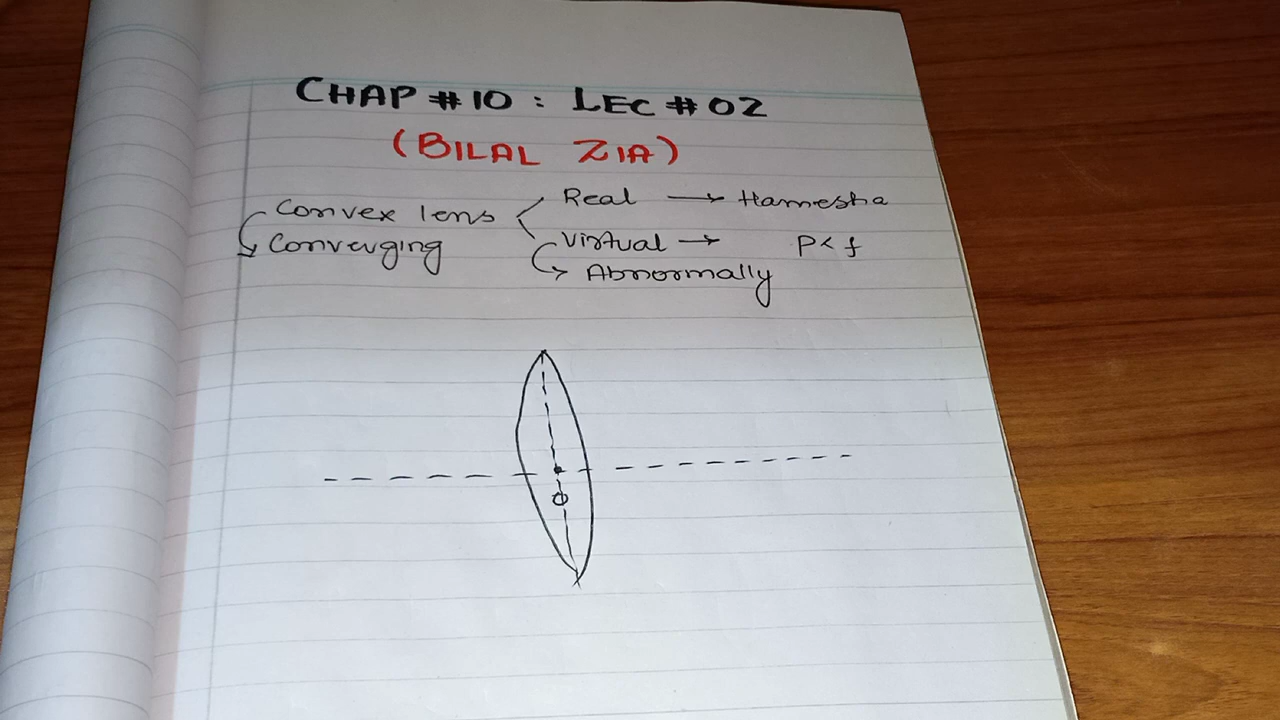 CHAP # 10 : LEC # 02
(BILAL ZIA)
Convex lens Real → Hamesha
Converging Virtual → P < f
Abnormally
O